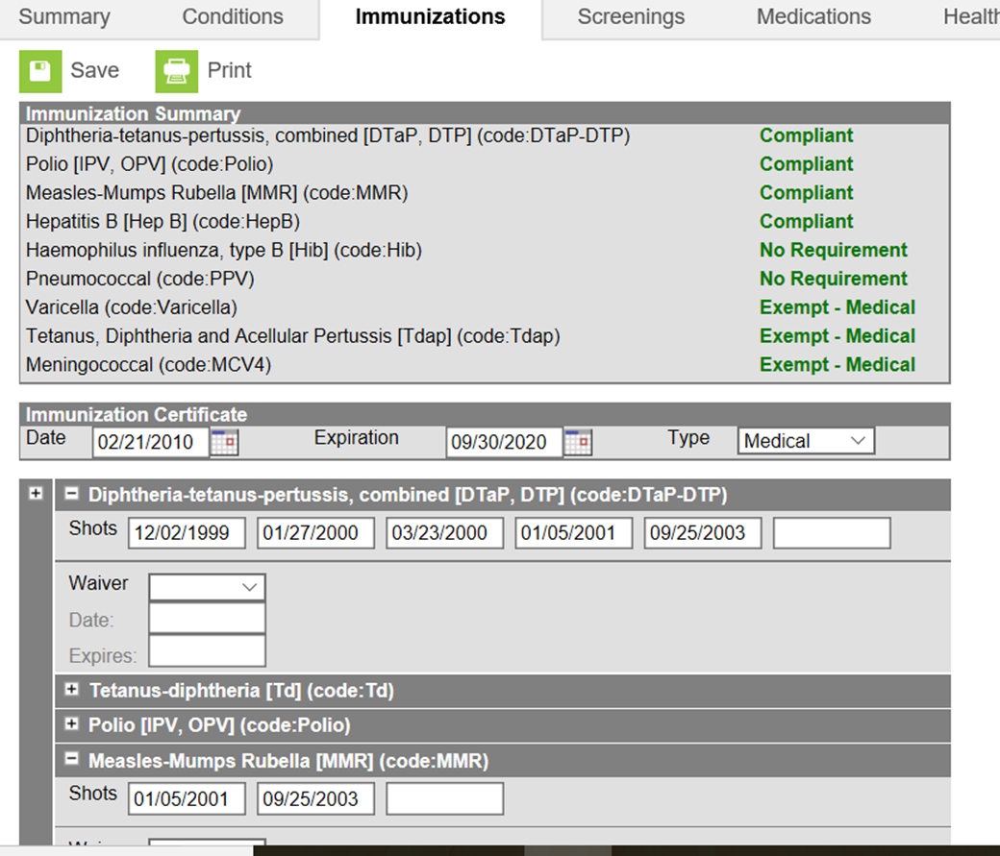 Summary Conditions Immunizations Screenings Medications Health
Save Print
Immunization Summary
Diphtheria-tetanus-pertussis, combined [DTaP, DTP] (code:DTaP-DTP) Compliant
Polio [IPV, OPV] (code:Polio) Compliant
Measles-Mumps Rubella [MMR] (code:MMR) Compliant
Hepatitis B [Hep B] (code:HepB) Compliant
Haemophilus influenza, type B [Hib] (code:Hib) No Requirement
Pneumococcal (code:PPV) No Requirement
Varicella (code:Varicella) Exempt - Medical
Tetanus, Diphtheria and Acellular Pertussis [Tdap] (code:Tdap) Exempt - Medical
Meningococcal (code:MCV4) Exempt - Medical
Immunization Certificate
Date 02/21/2010 Expiration 09/30/2020 Type Medical
Diphtheria-tetanus-pertussis, combined [DTaP, DTP] (code:DTaP-DTP)
Shots 12/02/1999 01/27/2000 03/23/2000 01/05/2001 09/25/2003
Waiver
Date:
Expires:
Tetanus-diphtheria [Td] (code:Td)
Polio [IPV, OPV] (code:Polio)
Measles-Mumps Rubella [MMR] (code:MMR)
Shots 01/05/2001 09/25/2003